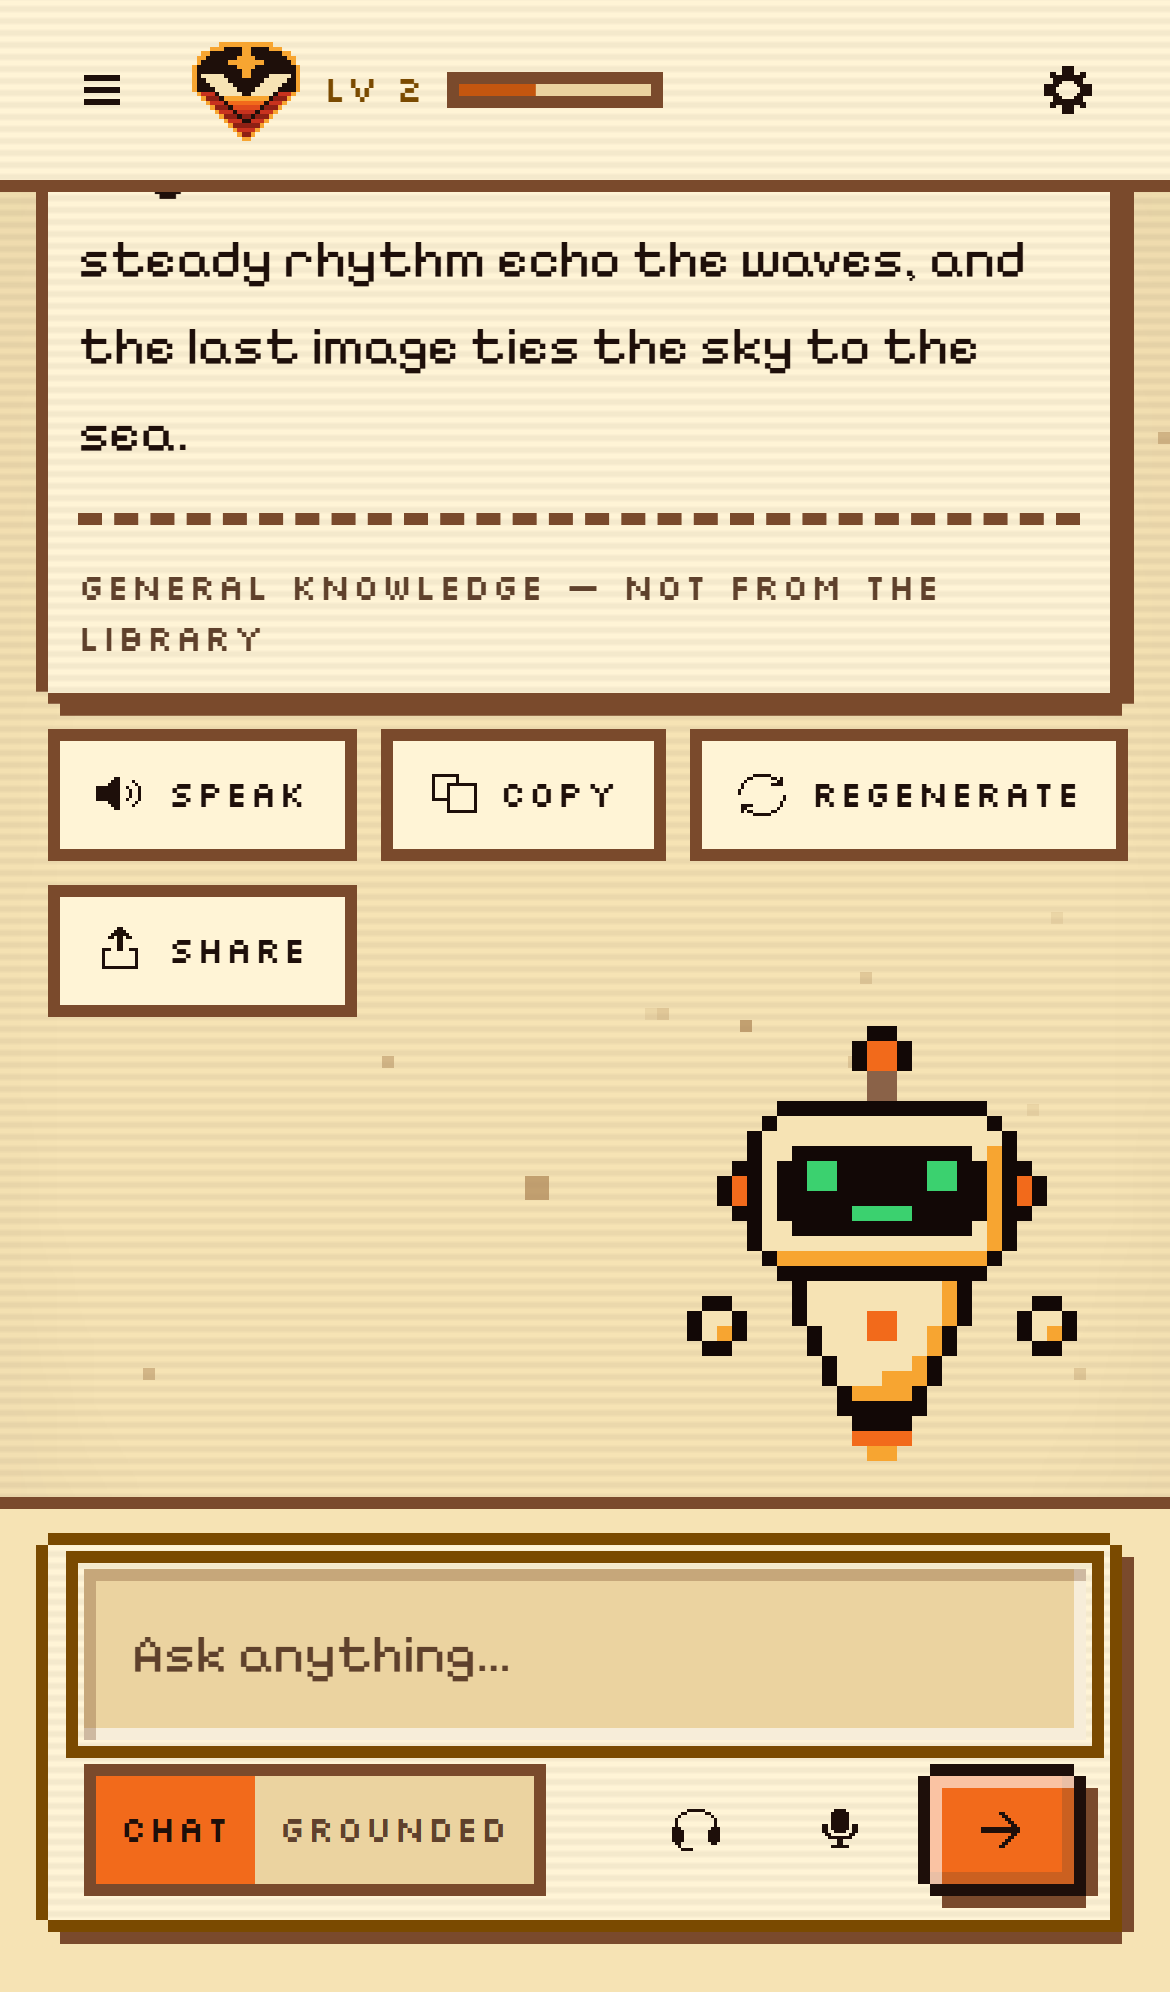 LV 2
steady rhythm echo the waves, and
the last image ties the sky to the
sea.
GENERAL KNOWLEDGE — NOT FROM THE
LIBRARY
SPEAK COPY REGENERATE
SHARE
Ask anything...
CHAT GROUNDED